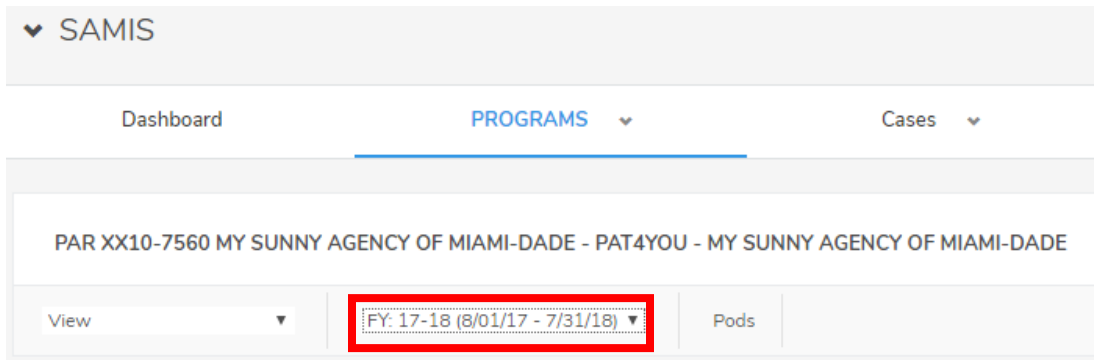 SAMIS
Dashboard PROGRAMS Cases
PAR XX10-7560 MY SUNNY AGENCY OF MIAMI-DADE - PAT4YOU - MY SUNNY AGENCY OF MIAMI-DADE
View FY: 17-18 (8/01/17 - 7/31/18) Pods